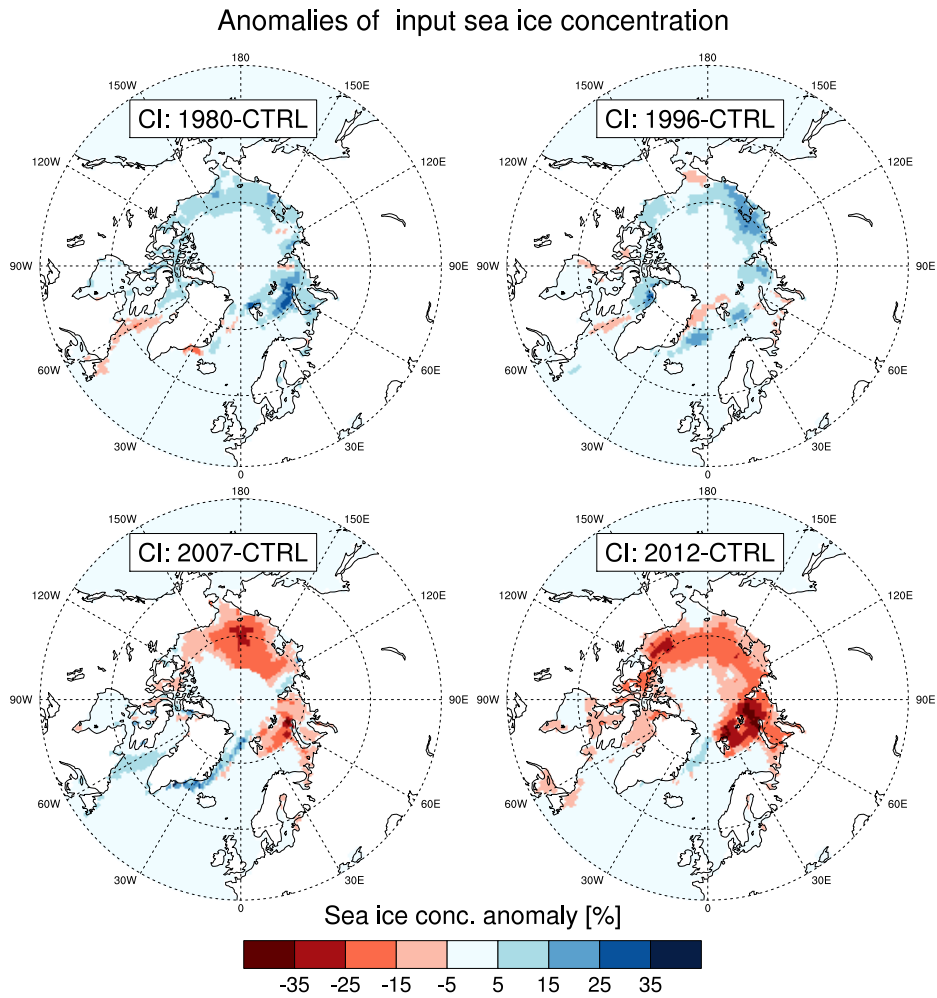 Anomalies of  input sea ice concentration
180
150W
150E
CI: 1980-CTRL
120W
120E
90W
90E
60W
60E
30W
30E
0
180
150W
150E
CI: 1996-CTRL
120W
120E
90W
90E
60W
60E
30W
30E
0
180
150W
150E
CI: 2007-CTRL
120W
120E
90W
90E
60W
60E
30W
30E
0
180
150W
150E
CI: 2012-CTRL
120W
120E
90W
90E
60W
60E
30W
30E
0
Sea ice conc. anomaly [%]
-35 -25 -15 -5 5 15 25 35